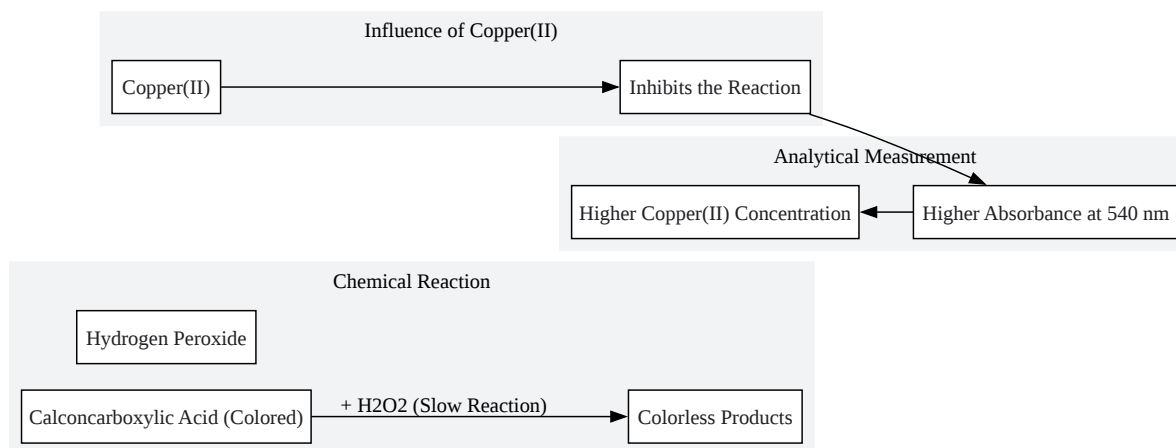 Influence of Copper(II)
Copper(II)
Inhibits the Reaction
Analytical Measurement
Higher Copper(II) Concentration
Higher Absorbance at 540 nm
Chemical Reaction
Hydrogen Peroxide
Calconcarboxylic Acid (Colored)
+ H2O2 (Slow Reaction)
Colorless Products